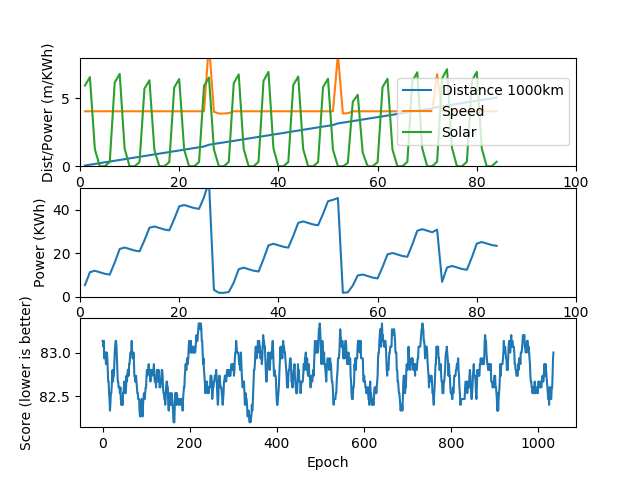 Dist/Power (m/KWh)
5
0
Distance 1000km
Speed
Solar
0 20 40 60 80 100
Power (KWh)
40
20
0
0 20 40 60 80 100
Score (lower is better)
83.0
82.5
0 200 400 600 800 1000
Epoch